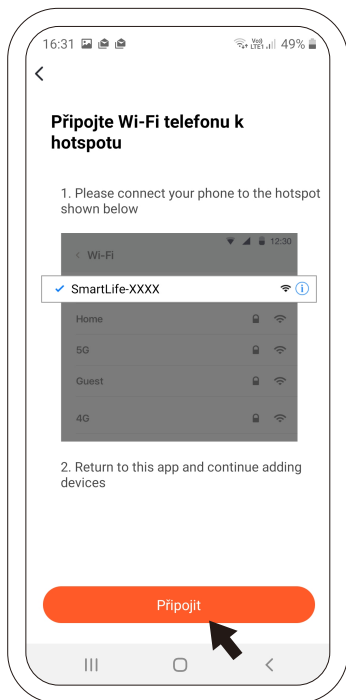 16:31 Vo)) LTE1 49%
Připojte Wi-Fi telefonu k
hotspotu
1. Please connect your phone to the hotspot
shown below
12:30
Wi-Fi
SmartLife-XXXX
Home
5G
Guest
4G
2. Return to this app and continue adding
devices
Připojit